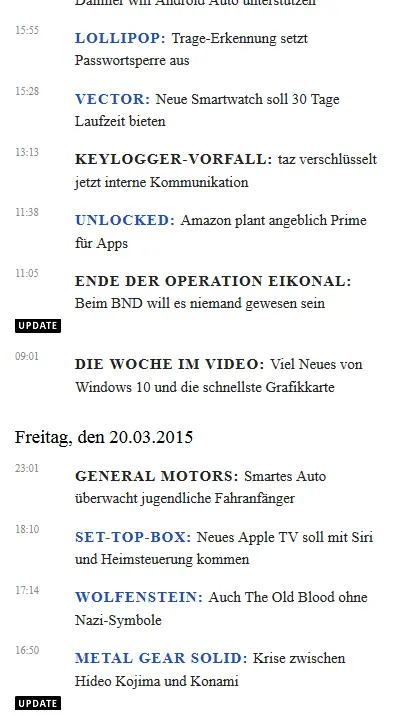 Daimler will Android Auto unterstützen
15:55
LOLLIPOP: Trage-Erkennung setzt
Passwortsperre aus
15:28
VECTOR: Neue Smartwatch soll 30 Tage
Laufzeit bieten
13:13
KEYLOGGER-VORFALL: taz verschlüsselt
jetzt interne Kommunikation
11:38
UNLOCKED: Amazon plant angeblich Prime
für Apps
11:05
ENDE DER OPERATION EIKONAL:
Beim BND will es niemand gewesen sein
UPDATE
09:01
DIE WOCHE IM VIDEO: Viel Neues von
Windows 10 und die schnellste Grafikkarte
Freitag, den 20.03.2015
23:01
GENERAL MOTORS: Smartes Auto
überwacht jugendliche Fahranfänger
18:10
SET-TOP-BOX: Neues Apple TV soll mit Siri
und Heimsteuerung kommen
17:14
WOLFENSTEIN: Auch The Old Blood ohne
Nazi-Symbole
16:50
METAL GEAR SOLID: Krise zwischen
Hideo Kojima und Konami
UPDATE